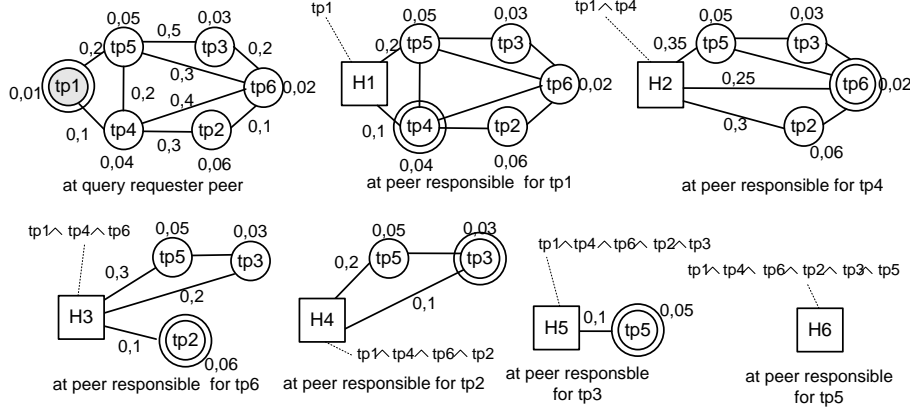 0,05
0,03
0,2
0,5
tp5
tp3
0,2
0,3
tp1
tp6
0,02
0,01
0,2
0,4
0,1
tp4
tp2
0,1
0,3
0,04
0,06
at query requester peer
tp1
0,05
0,03
0,2
tp5
tp3
H1
tp6
0,02
0,1
tp4
tp2
0,04
0,06
at peer responsible for tp1
tp1^tp4
0,05
0,03
0,35
tp5
tp3
0,25
H2
tp6
0,02
0,3
tp2
0,06
at peer responsible for tp4
tp1^ tp4 ^ tp6
0,05
0,03
tp5
tp3
0,3
0,2
H3
0,1
tp2
0,06
at peer responsible for tp6
0,05
0,03
0,2
tp5
tp3
0,1
H4
tp1^tp4^tp6^ tp2
at peer responsible for tp2
tp1^tp4^tp6^ tp2^tp3
0,05
0,1
H5
tp5
at peer responsble
for tp3
tp1^tp4^ tp6^tp2^ tp3^ tp5
H6
at peer responsible
for tp5